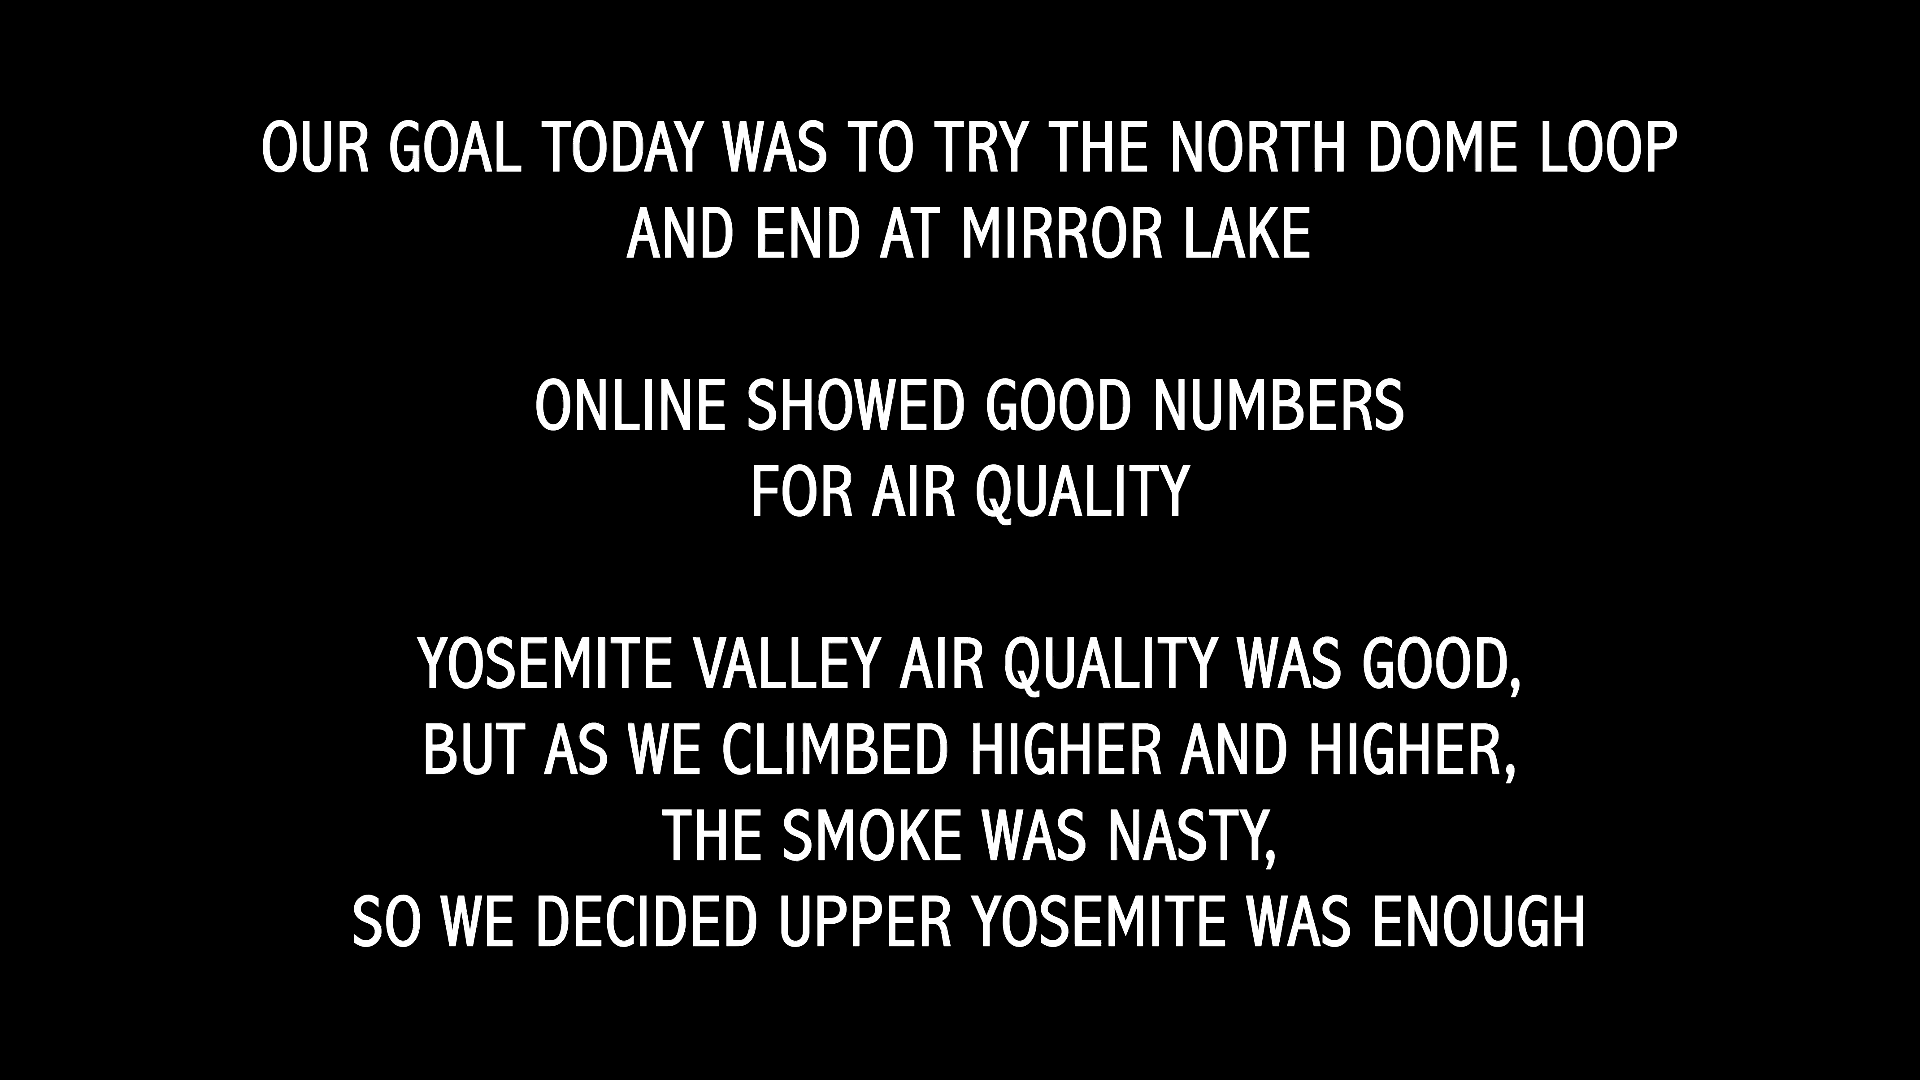 OUR GOAL TODAY WAS TO TRY THE NORTH DOME LOOP
AND END AT MIRROR LAKE
ONLINE SHOWED GOOD NUMBERS
FOR AIR QUALITY
YOSEMITE VALLEY AIR QUALITY WAS GOOD,
BUT AS WE CLIMBED HIGHER AND HIGHER,
THE SMOKE WAS NASTY,
SO WE DECIDED UPPER YOSEMITE WAS ENOUGH